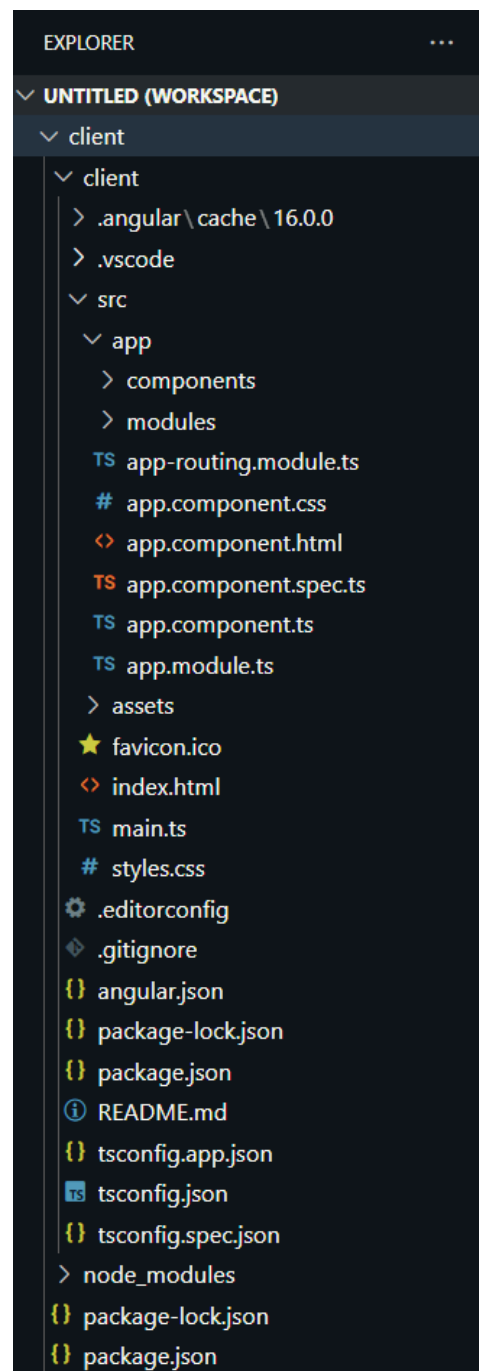 EXPLORER ...
UNTITLED (WORKSPACE)
client
client
.angular\cache\16.0.0
.vscode
src
app
components
modules
TS app-routing.module.ts
# app.component.css
<> app.component.html
TS app.component.spec.ts
TS app.component.ts
TS app.module.ts
assets
favicon.ico
<> index.html
TS main.ts
# styles.css
.editorconfig
.gitignore
{} angular.json
{} package-lock.json
{} package.json
README.md
{} tsconfig.app.json
TS tsconfig.json
{} tsconfig.spec.json
node_modules
{} package-lock.json
{} package.json